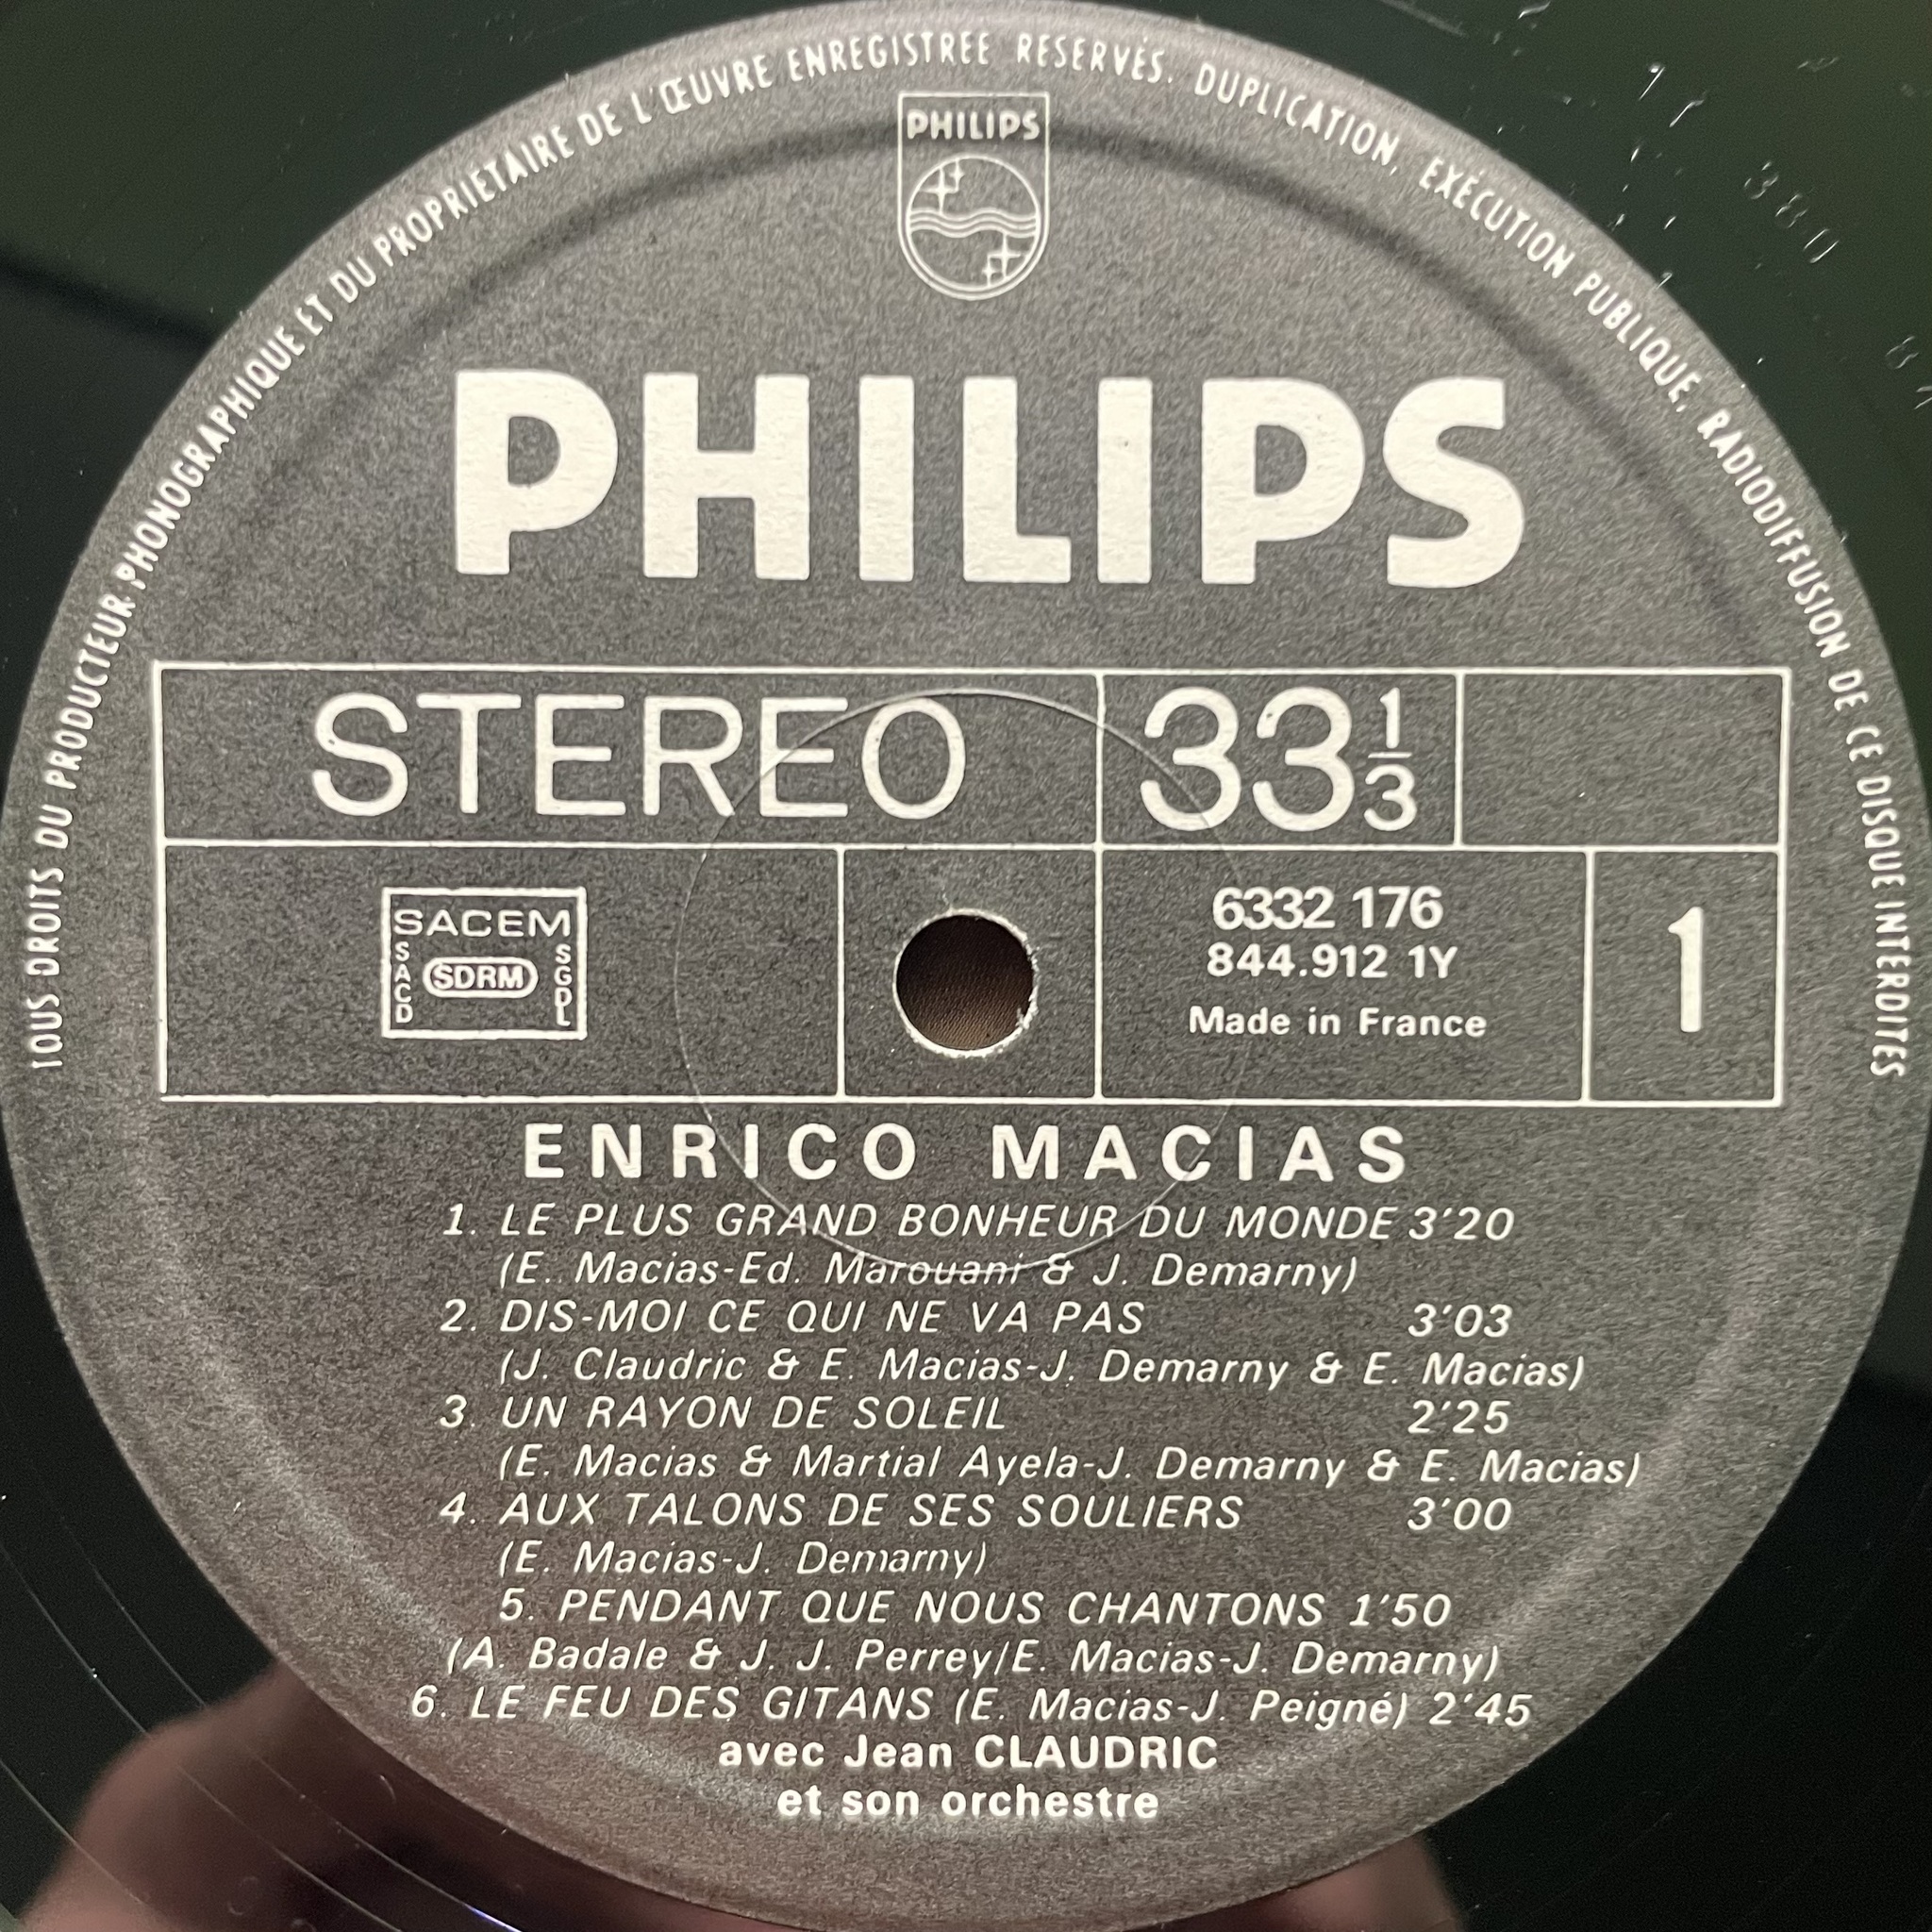 TOUS DROITS DU PRODUCTEUR PHONOGRAPHIQUE ET DU PROPRIETAIRE DE L'ŒUVRE ENREGISTREE RESERVÉS. DUPLICATION, EXÉCUTION PUBLIQUE, RADIODIFFUSION DE CE DISQUE INTERDITES
PHILIPS
PHILIPS
STEREO 33 1/3
SACEM
SACD
SDRM
SGDL
6332 176
844.912 1Y
Made in France
1
ENRICO MACIAS
1. LE PLUS GRAND BONHEUR DU MONDE 3'20
(E. Macias-Ed. Marouani & J. Demarny)
2. DIS-MOI CE QUI NE VA PAS 3'03
(J. Claudric & E. Macias-J. Demarny & E. Macias)
3. UN RAYON DE SOLEIL 2'25
(E. Macias & Martial Ayela-J. Demarny & E. Macias)
4. AUX TALONS DE SES SOULIERS 3'00
(E. Macias-J. Demarny)
5. PENDANT QUE NOUS CHANTONS 1'50
(A. Badale & J. J. Perrey/E. Macias-J. Demarny)
6. LE FEU DES GITANS (E. Macias-J. Peigné) 2'45
avec Jean CLAUDRIC
et son orchestre